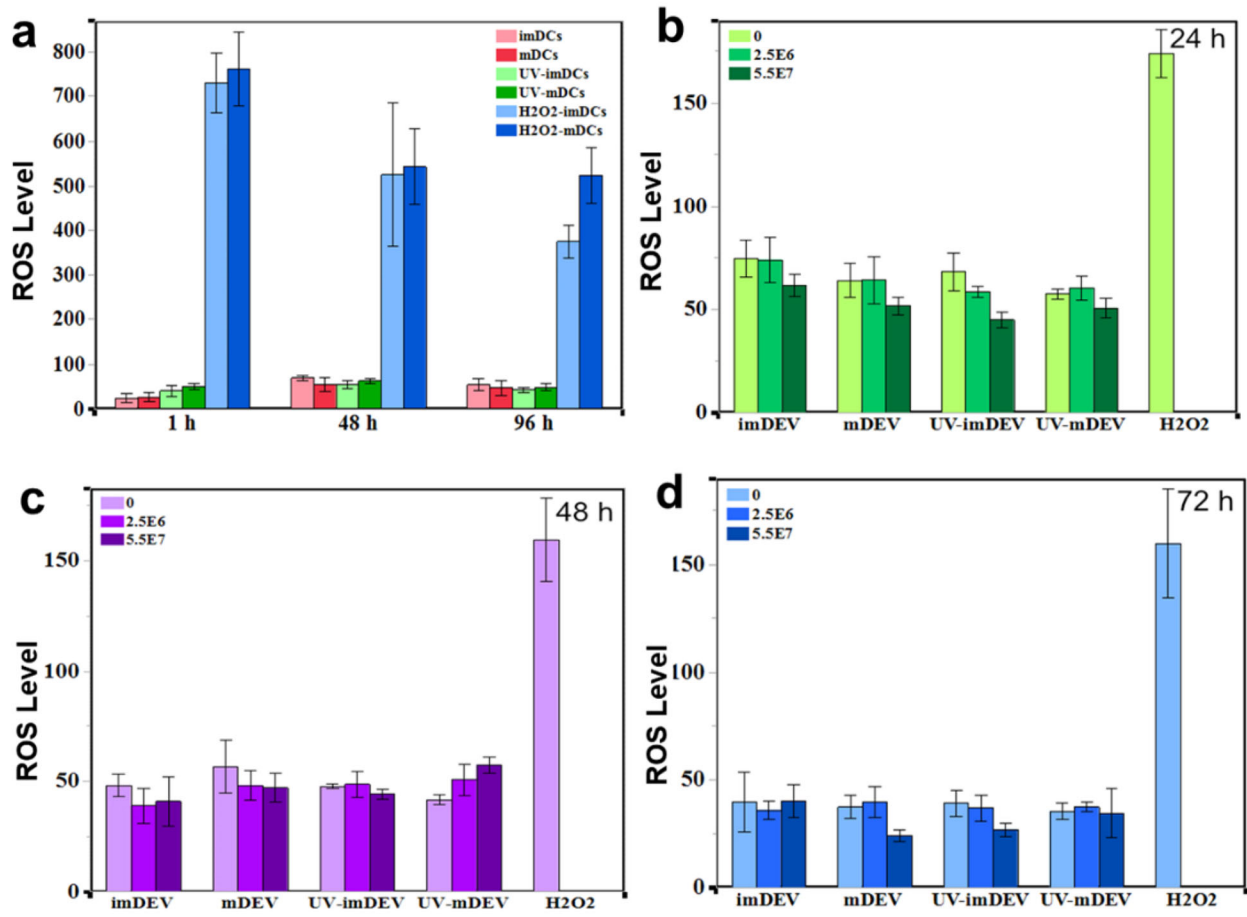 a
ROS Level
800
700
600
500
400
300
200
100
0
imDCs
mDCs
UV-imDCs
UV-mDCs
H2O2-imDCs
H2O2-mDCs
1 h
48 h
96 h
b
ROS Level
150
100
50
0
0
2.5E6
5.5E7
24 h
imDEV
mDEV
UV-imDEV
UV-mDEV
H2O2
c
ROS Level
150
100
50
0
0
2.5E6
5.5E7
48 h
imDEV
mDEV
UV-imDEV
UV-mDEV
H2O2
d
ROS Level
150
100
50
0
0
2.5E6
5.5E7
72 h
imDEV
mDEV
UV-imDEV
UV-mDEV
H2O2